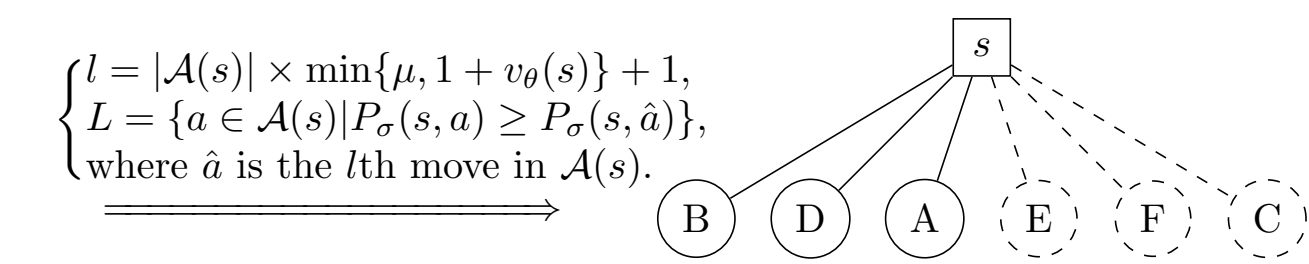 l = |𝒜(s)| × min{μ, 1 + v_θ(s)} + 1,
L = {a ∈ 𝒜(s)|P_σ(s, a) ≥ P_σ(s, â)},
where â is the lth move in 𝒜(s).
s
B D A E F C